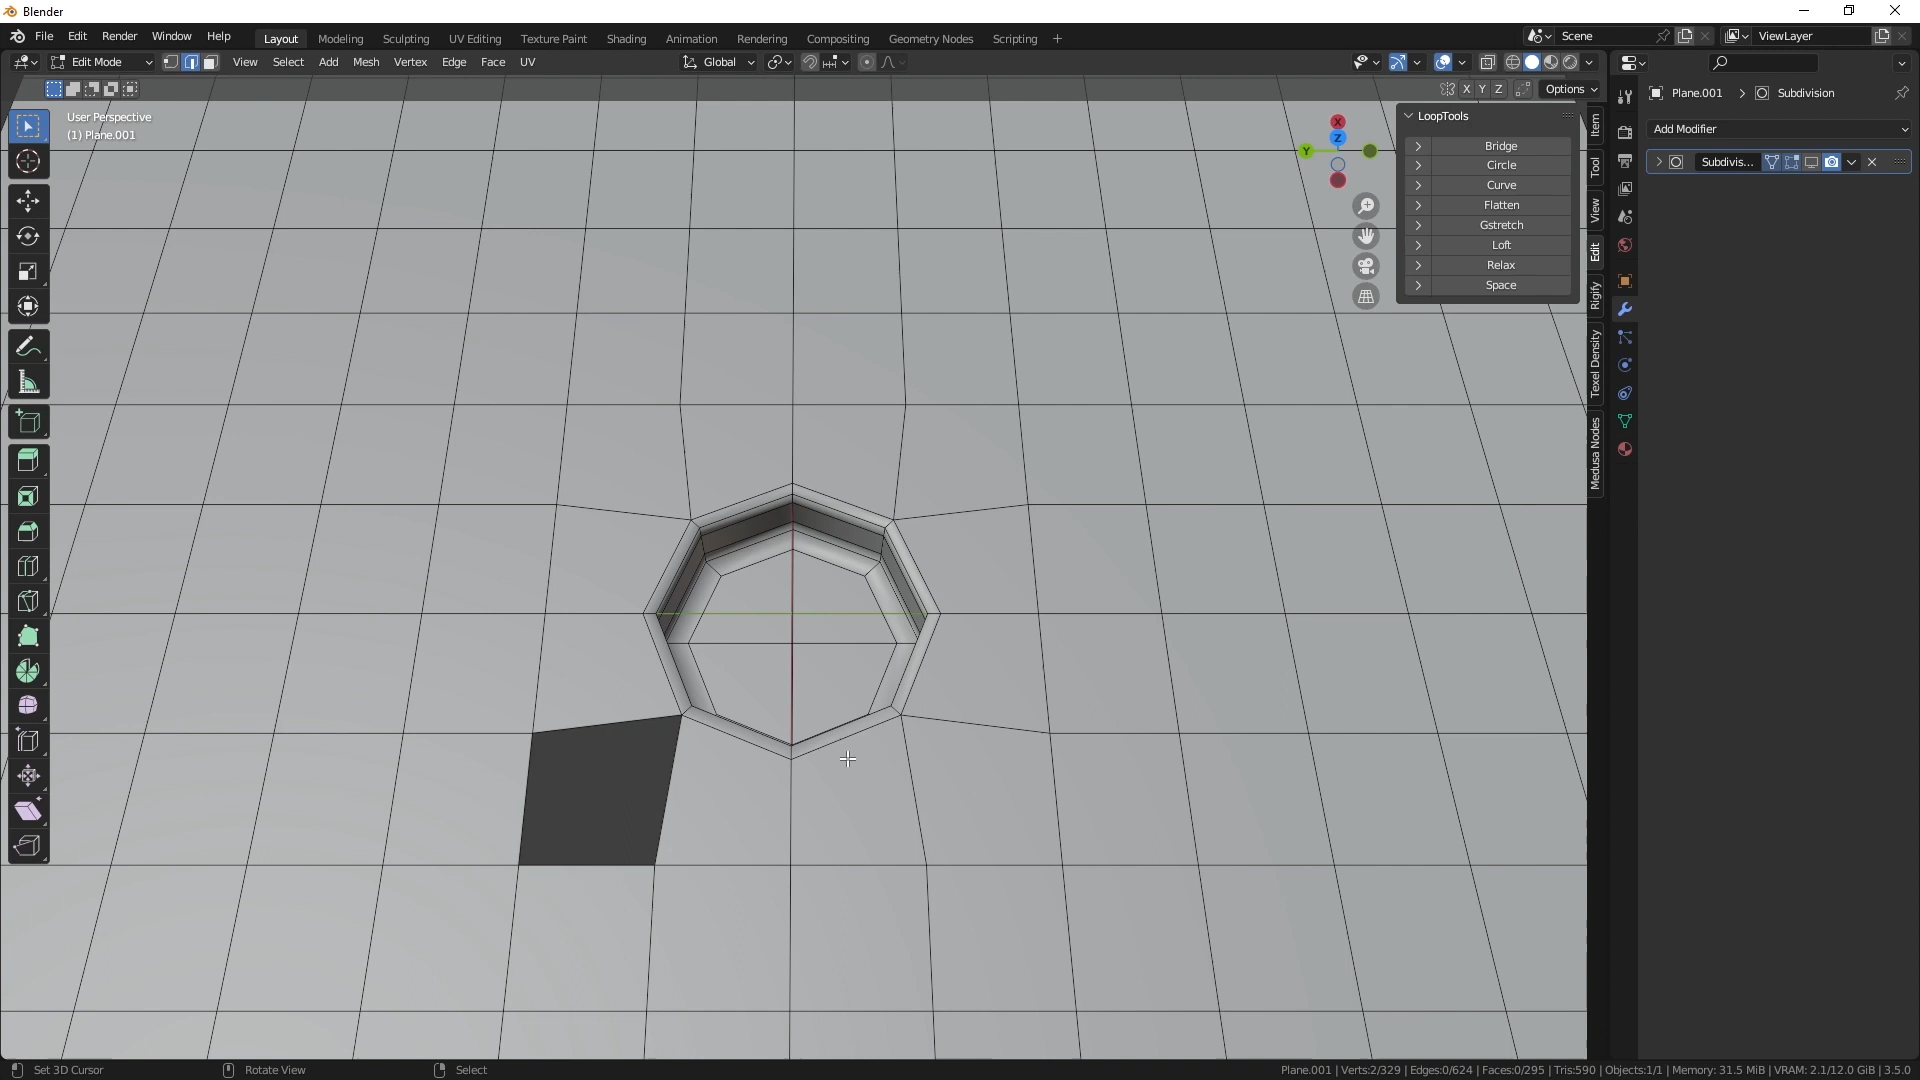 Blender
File Edit Render Window Help Layout Modeling Sculpting UV Editing Texture Paint Shading Animation Rendering Compositing Geometry Nodes Scripting + Scene ViewLayer
Edit Mode View Select Add Mesh Vertex Edge Face UV Global
X Y Z Options
User Perspective
(1) Plane.001
X
Z
Y
LoopTools
Bridge
Circle
Curve
Flatten
Gstretch
Loft
Relax
Space
Item
Tool
View
Edit
Rigify
Texel Density
Medusa Nodes
Plane.001 > Subdivision
Add Modifier
Subdivis...
Set 3D Cursor Rotate View Select Plane.001 | Verts:2/329 | Edges:0/624 | Faces:0/295 | Tris:590 | Objects:1/1 | Memory: 31.5 MiB | VRAM: 2.1/12.0 GiB | 3.5.0